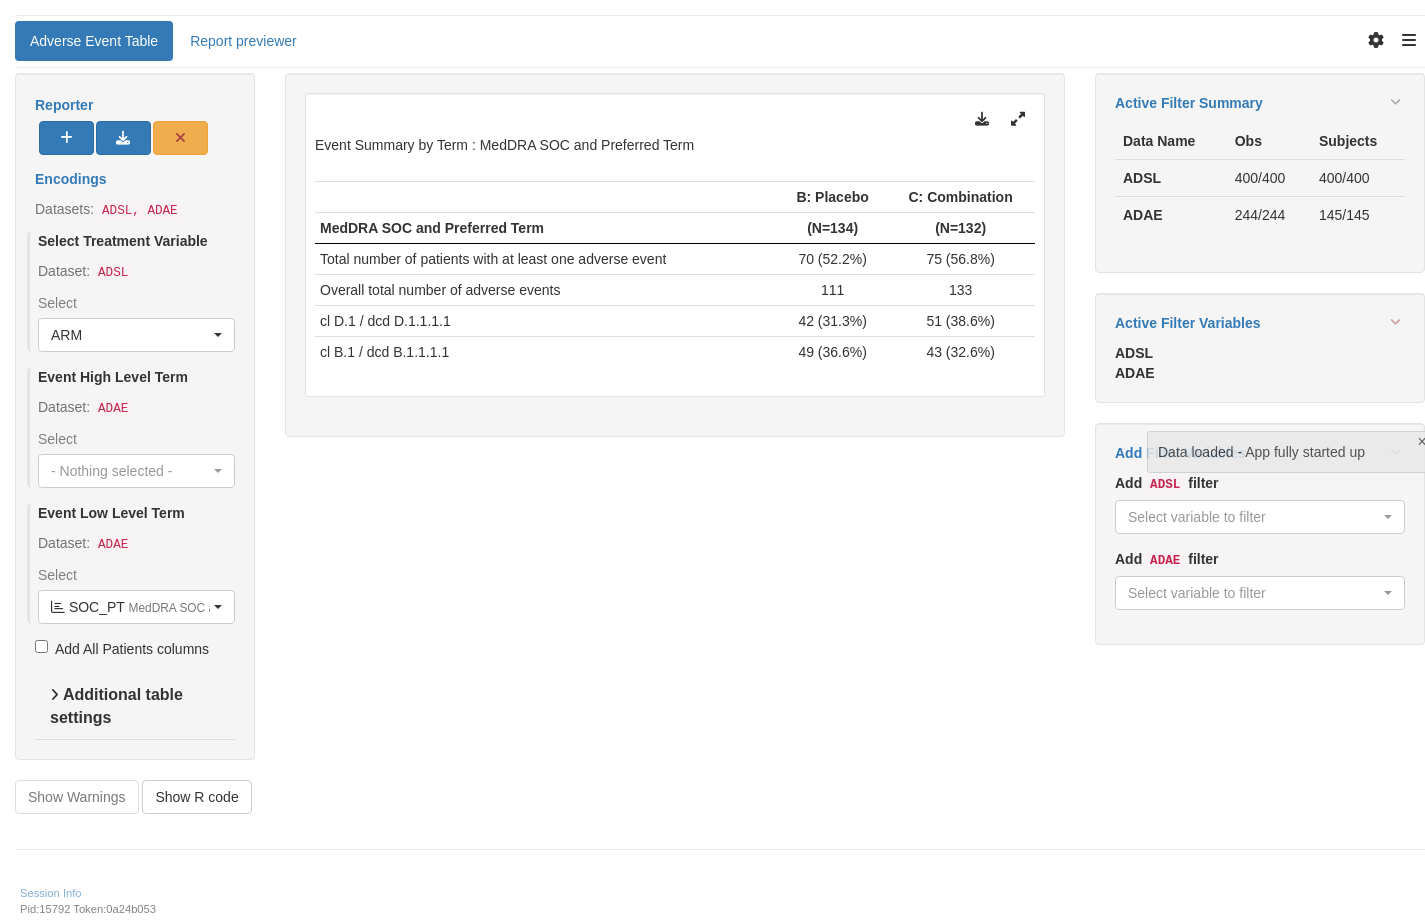 Adverse Event Table
Report previewer
Reporter
Encodings
Datasets: ADSL, ADAE
Select Treatment Variable
Dataset: ADSL
Select
ARM
Event High Level Term
Dataset: ADAE
Select
- Nothing selected -
Event Low Level Term
Dataset: ADAE
Select
SOC_PT MedDRA SOC
Add All Patients columns
Additional table
settings
Show Warnings
Show R code
Event Summary by Term : MedDRA SOC and Preferred Term
B: Placebo C: Combination
MedDRA SOC and Preferred Term (N=134) (N=132)
Total number of patients with at least one adverse event 70 (52.2%) 75 (56.8%)
Overall total number of adverse events 111 133
cl D.1 / dcd D.1.1.1.1 42 (31.3%) 51 (38.6%)
cl B.1 / dcd B.1.1.1.1 49 (36.6%) 43 (32.6%)
Active Filter Summary
Data Name Obs Subjects
ADSL 400/400 400/400
ADAE 244/244 145/145
Active Filter Variables
ADSL
ADAE
Add
Data loaded - App fully started up
×
Add ADSL filter
Select variable to filter
Add ADAE filter
Select variable to filter
Session Info
Pid:15792 Token:0a24b053